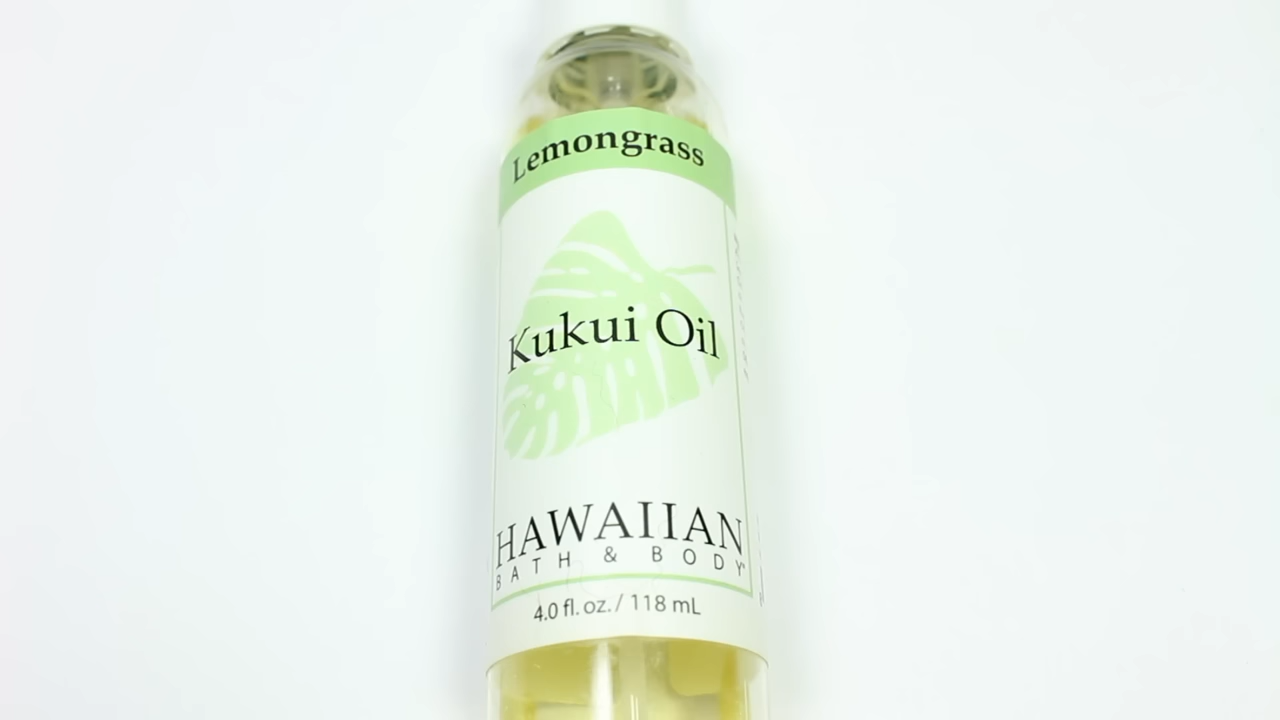 Lemongrass
Kukui Oil
HAWAIIAN
BATH & BODY®
4.0 fl. oz. / 118 mL